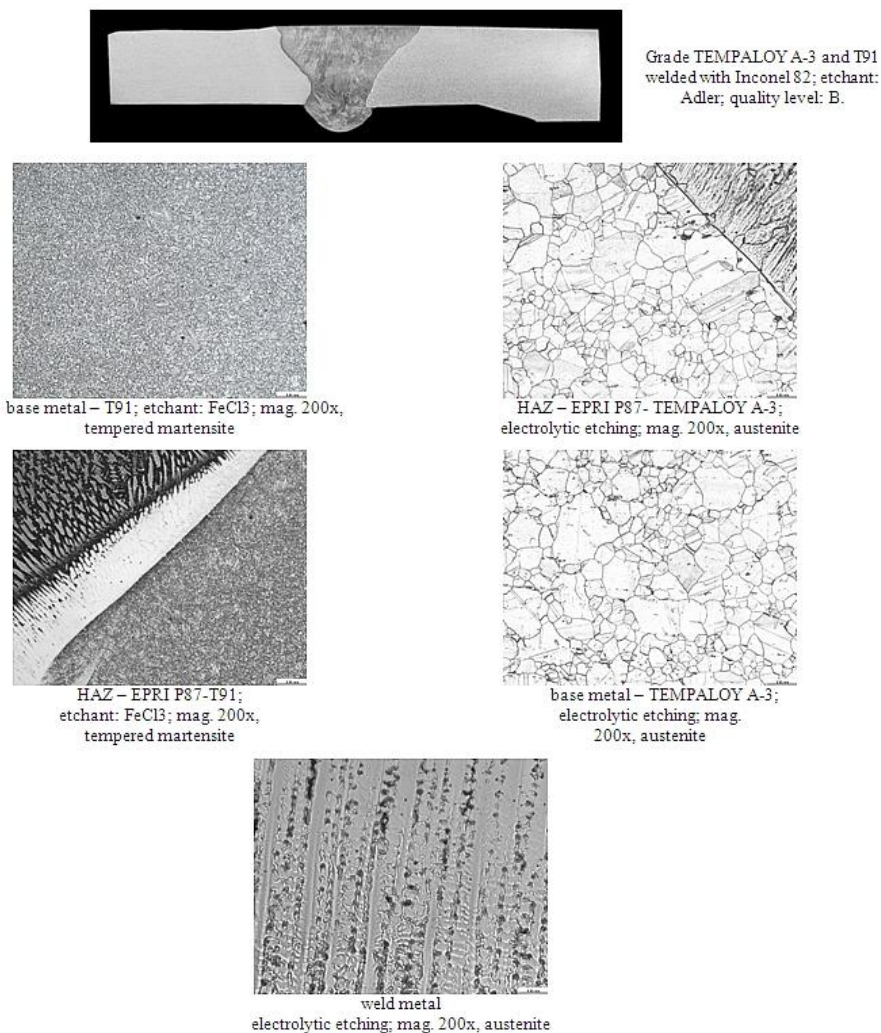 Grade TEMPALOY A-3 and T91
welded with Inconel 82; etchant:
Adler; quality level: B.
base metal – T91; etchant: FeCl3; mag. 200x,
tempered martensite
HAZ – EPRI P87- TEMPALOY A-3;
electrolytic etching; mag. 200x, austenite
HAZ – EPRI P87-T91;
etchant: FeCl3; mag. 200x,
tempered martensite
base metal – TEMPALOY A-3;
electrolytic etching; mag.
200x, austenite
weld metal
electrolytic etching; mag. 200x, austenite